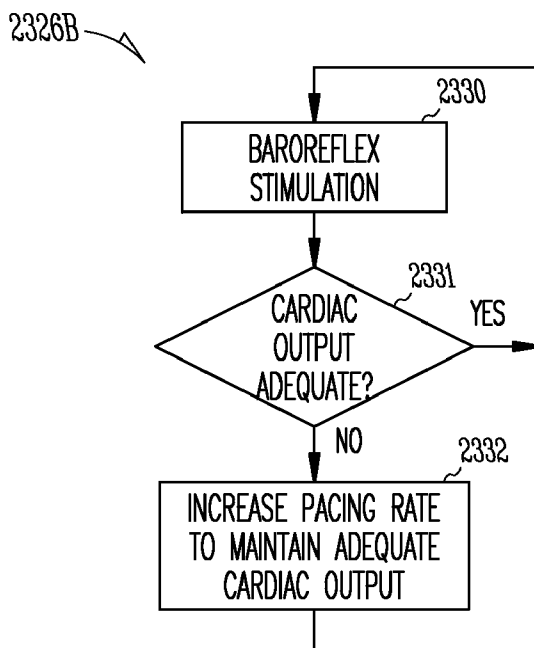 2326B
2330
BAROREFLEX
STIMULATION
2331
CARDIAC
OUTPUT
ADEQUATE?
YES
NO
2332
INCREASE PACING RATE
TO MAINTAIN ADEQUATE
CARDIAC OUTPUT